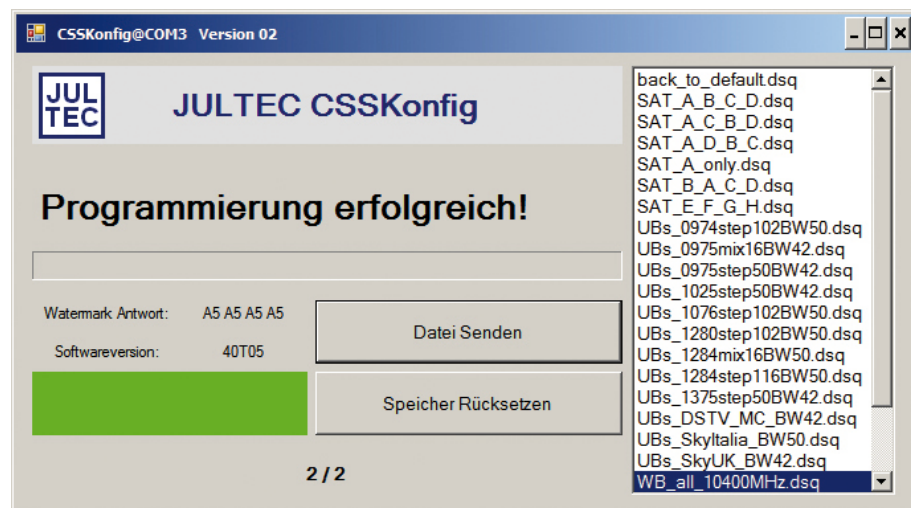 CSSKonfig@COM3 Version 02
JUL
TEC
JULTEC CSSKonfig
Programmierung erfolgreich!
Watermark Antwort: A5 A5 A5 A5
Softwareversion: 40T05
Datei Senden
Speicher Rücksetzen
2 / 2
back_to_default.dsq
SAT_A_B_C_D.dsq
SAT_A_C_B_D.dsq
SAT_A_D_B_C.dsq
SAT_A_only.dsq
SAT_B_A_C_D.dsq
SAT_E_F_G_H.dsq
UBs_0974step102BW50.dsq
UBs_0975mix16BW42.dsq
UBs_0975step50BW42.dsq
UBs_1025step50BW42.dsq
UBs_1076step102BW50.dsq
UBs_1280step102BW50.dsq
UBs_1284mix16BW50.dsq
UBs_1284step116BW50.dsq
UBs_1375step50BW42.dsq
UBs_DSTV_MC_BW42.dsq
UBs_SkyItalia_BW50.dsq
UBs_SkyUK_BW42.dsq
WB_all_10400MHz.dsq